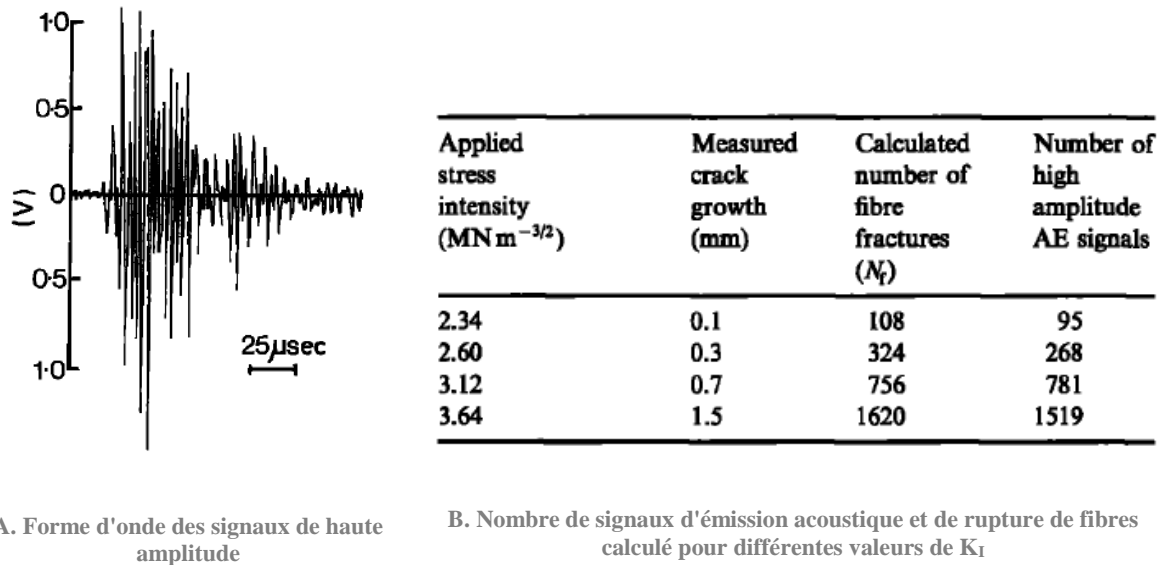 1·0
0·5
0
0·5
1·0
(V)
25μsec
Applied Measured Calculated Number of
stress crack number of high
intensity growth fibre amplitude
(MN m⁻³/²) (mm) fractures AE signals
(Nf)
2.34 0.1 108 95
2.60 0.3 324 268
3.12 0.7 756 781
3.64 1.5 1620 1519
A. Forme d'onde des signaux de haute
amplitude
B. Nombre de signaux d'émission acoustique et de rupture de fibres
calculé pour différentes valeurs de KI